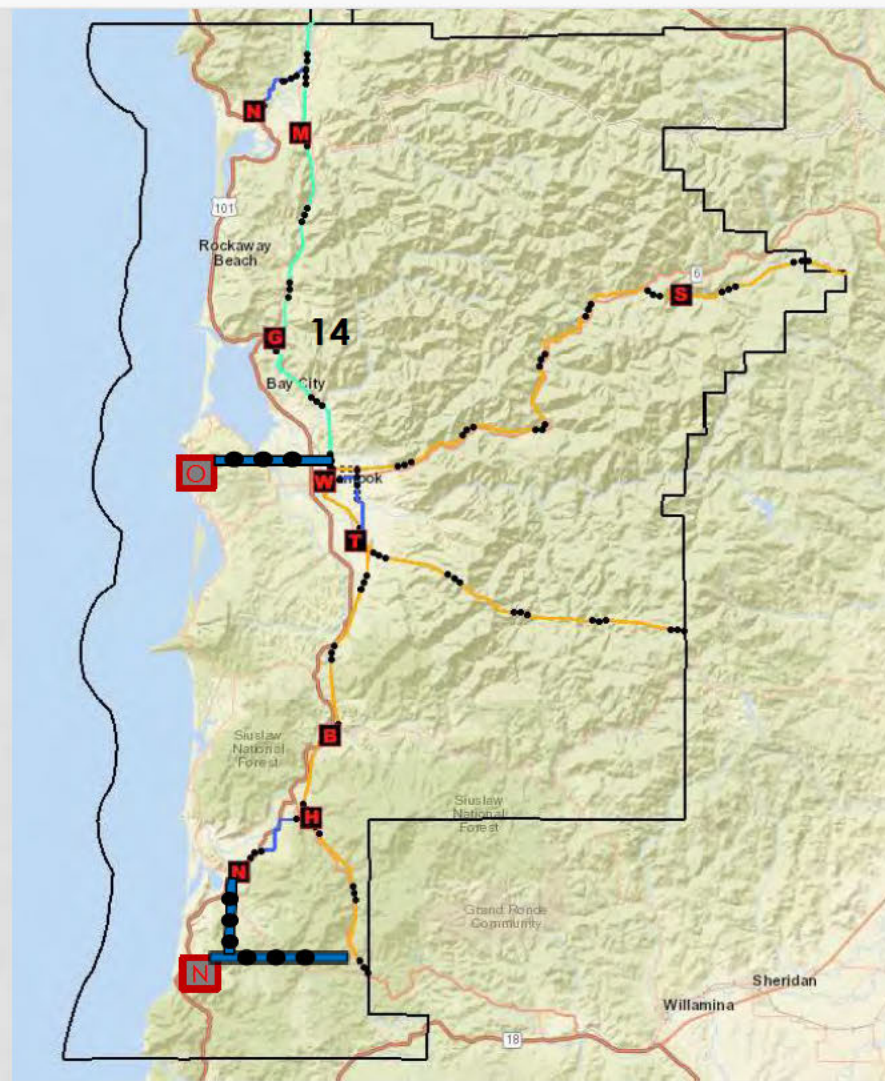 N
M
101
Rockaway
Beach
6
S
G
14
Bay City
O
W
T
B
Siuslaw
National
Forest
Siuslaw
National
Forest
H
N
Grand Ronde
Community
N
Sheridan
Willamina
18